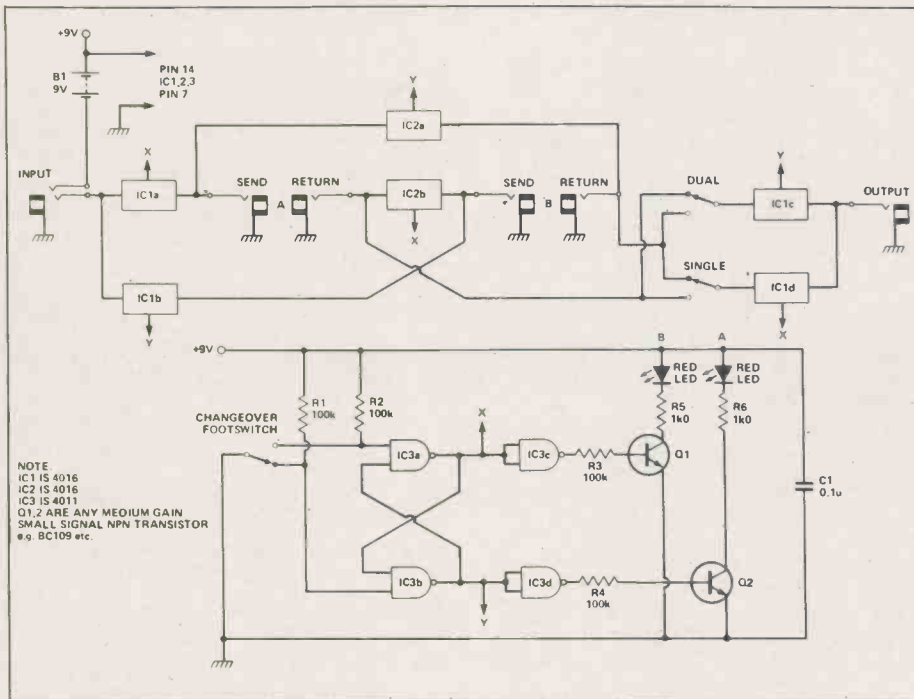 +9V
B1
9V
PIN 14
IC1,2,3
PIN 7
Y
IC2a
X
Y
INPUT
IC1a
SEND
A
RETURN
IC2b
X
SEND
B
RETURN
DUAL
IC1c
OUTPUT
SINGLE
IC1b
Y
IC1d
X
+9V
B
A
RED
LED
RED
LED
R1
100k
R2
100k
R5
1k0
R6
1k0
CHANGEOVER
FOOTSWITCH
X
IC3a
IC3c
R3
100k
Q1
C1
0.1u
NOTE
IC1 IS 4016
IC2 IS 4016
IC3 IS 4011
Q1,2 ARE ANY MEDIUM GAIN
SMALL SIGNAL NPN TRANSISTOR
e.g. BC109 etc.
IC3b
IC3d
R4
100k
Q2
Y